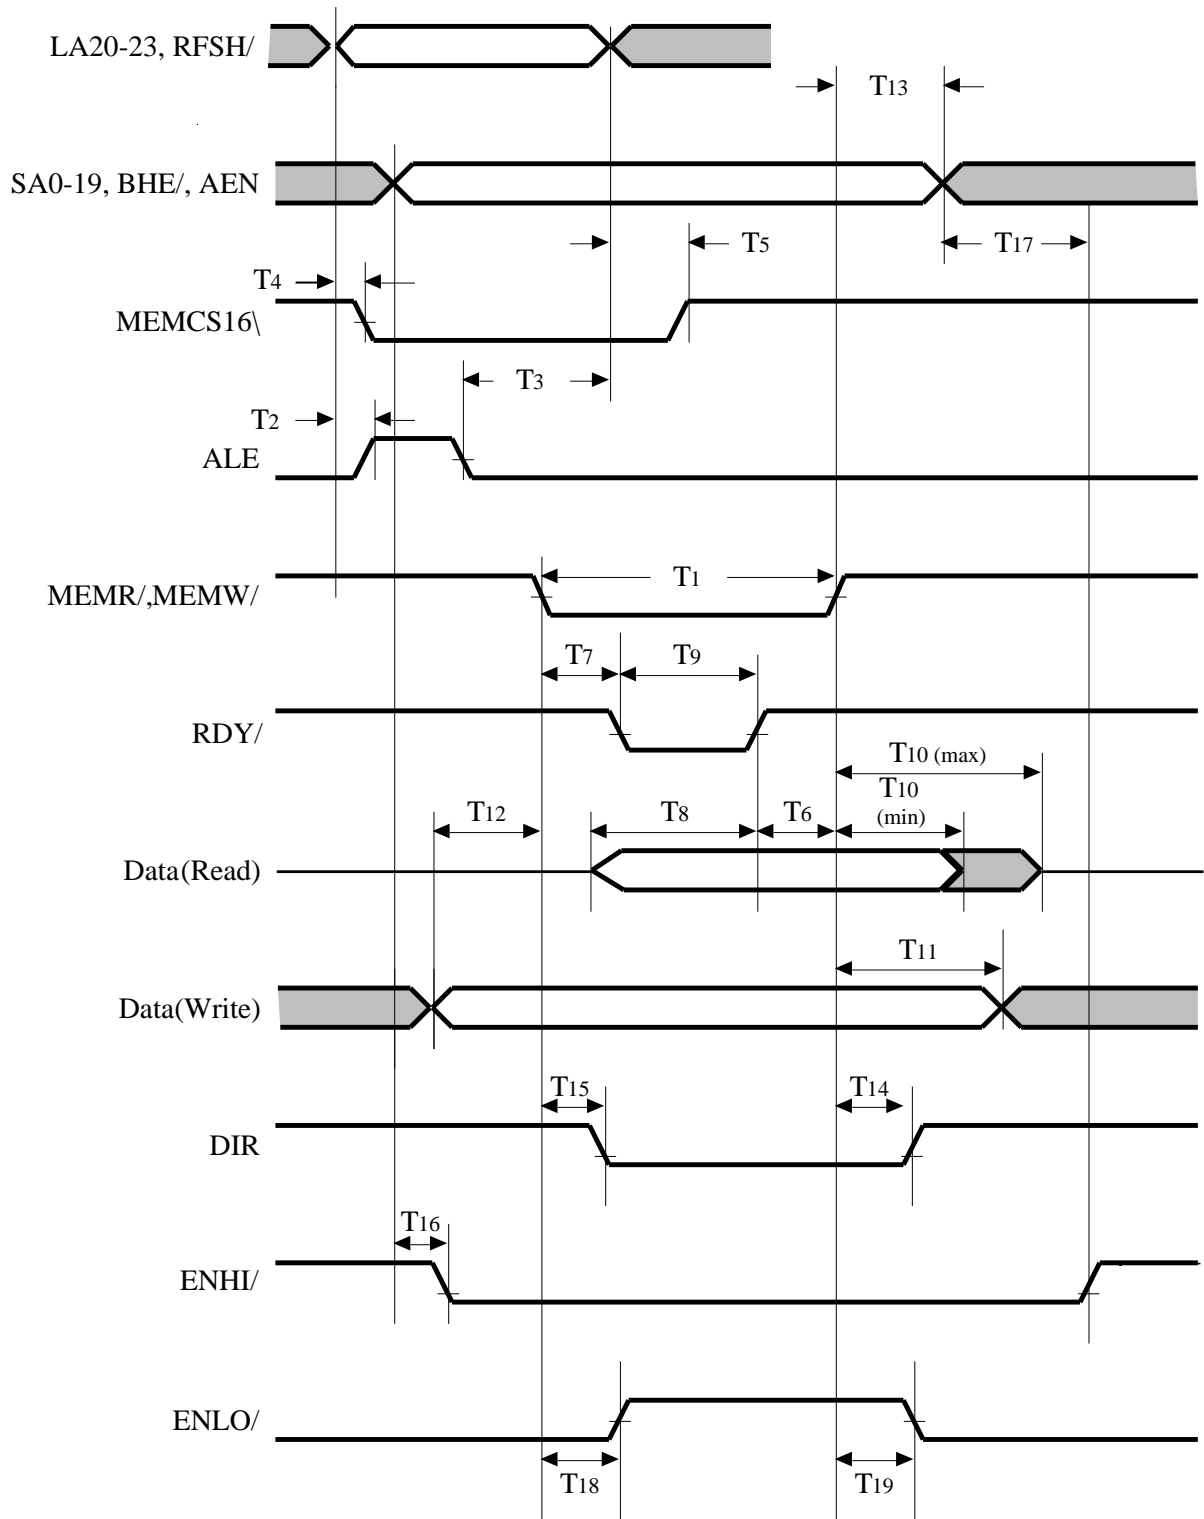 LA20-23, RFSH/
T13
SA0-19, BHE/, AEN
T5
T17
T4
MEMCS16\
T3
T2
ALE
T1
MEMR/,MEMW/
T7
T9
RDY/
T10 (max)
T10
(min)
T12
T8
T6
Data(Read)
T11
Data(Write)
T15
T14
DIR
T16
ENHI/
ENLO/
T18
T19